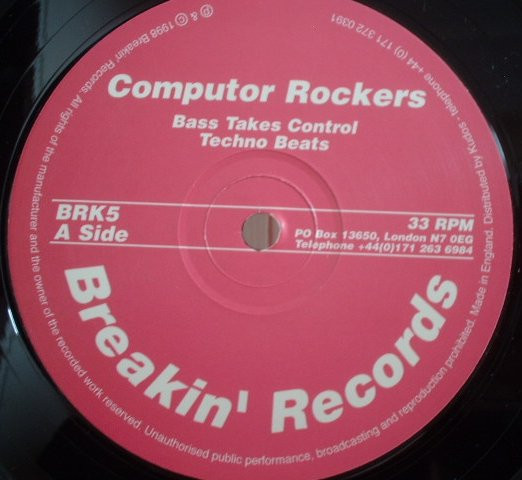 Computor Rockers
Bass Takes Control
Techno Beats
BRK5
A Side
33 RPM
PO Box 13650, London N7 0EG
Telephone +44(0)171 263 6984
Breakin' Records
P & © 1998 Breakin' Records. All rights of the manufacturer and the owner of the recorded work reserved. Unauthorised public performance, broadcasting and reproduction prohibited. Made in England. Distributed by Kudos - telephone +44 (0) 171 372 0391